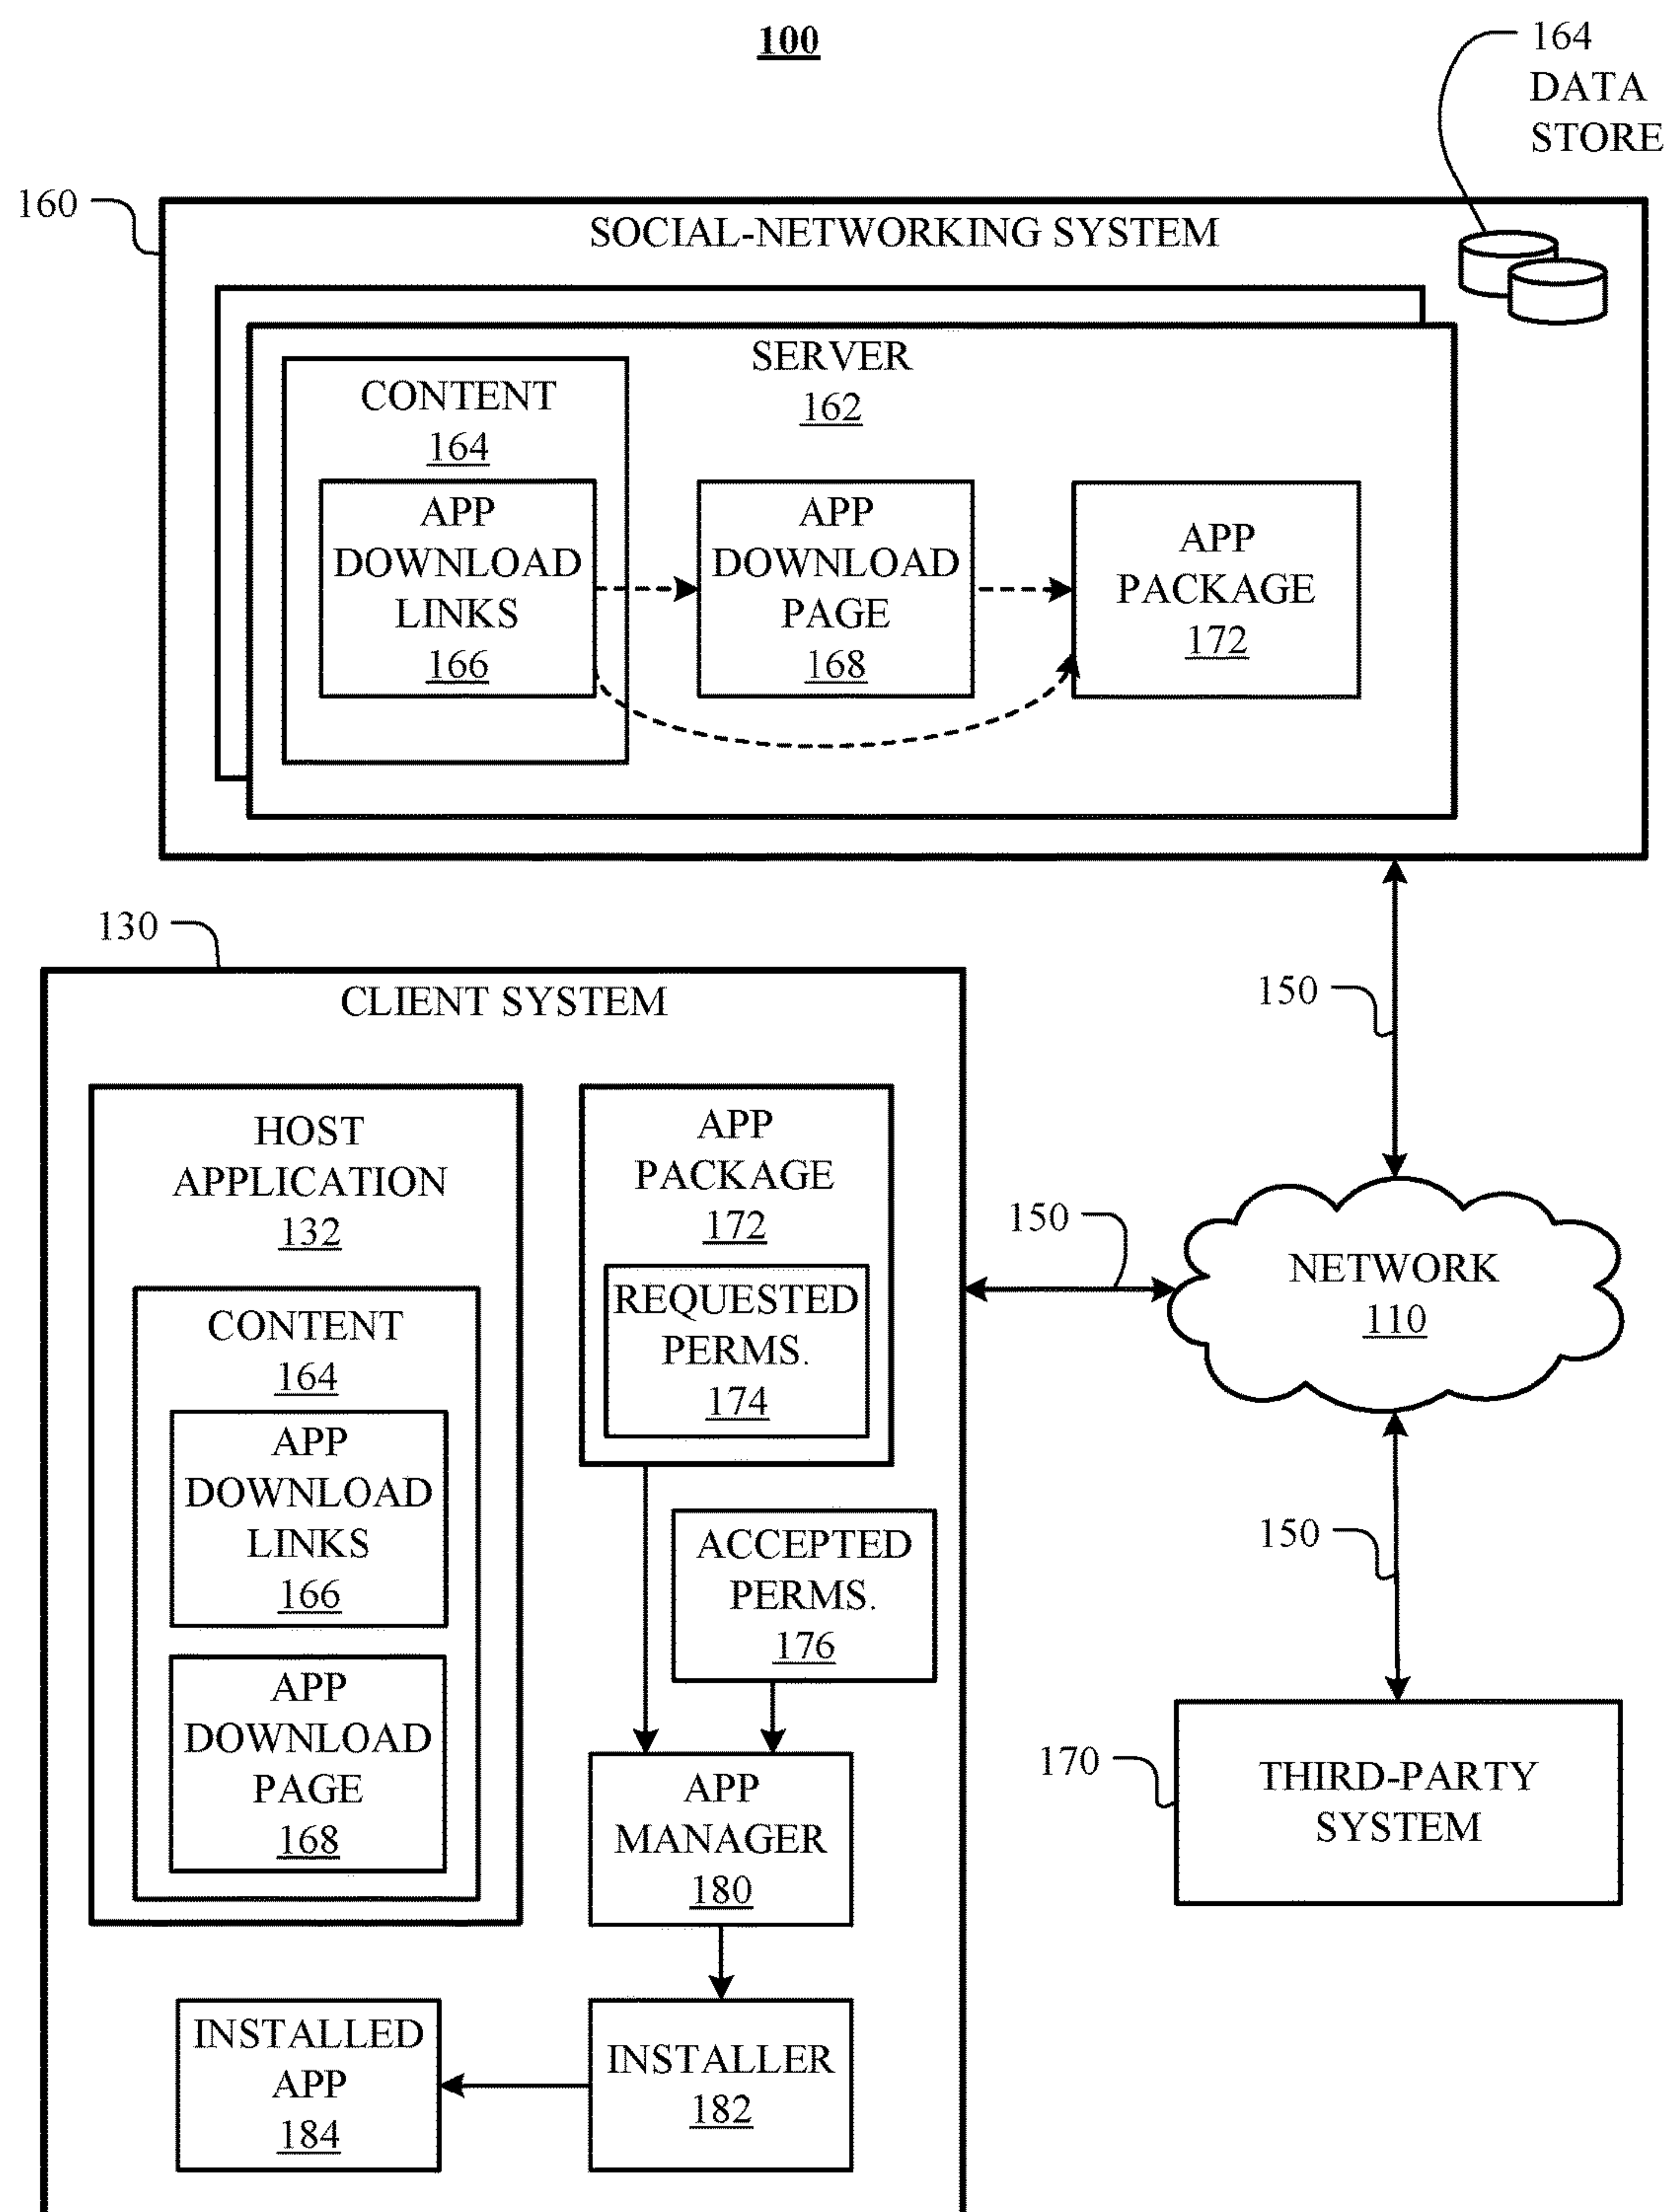 100
164
DATA
STORE
160
SOCIAL-NETWORKING SYSTEM
SERVER
162
CONTENT
164
APP
DOWNLOAD
LINKS
166
APP
DOWNLOAD
PAGE
168
APP
PACKAGE
172
130
CLIENT SYSTEM
150
HOST
APPLICATION
132
CONTENT
164
APP
DOWNLOAD
LINKS
166
APP
DOWNLOAD
PAGE
168
APP
PACKAGE
172
REQUESTED
PERMS.
174
ACCEPTED
PERMS.
176
APP
MANAGER
180
INSTALLER
182
INSTALLED
APP
184
150
NETWORK
110
150
170
THIRD-PARTY
SYSTEM